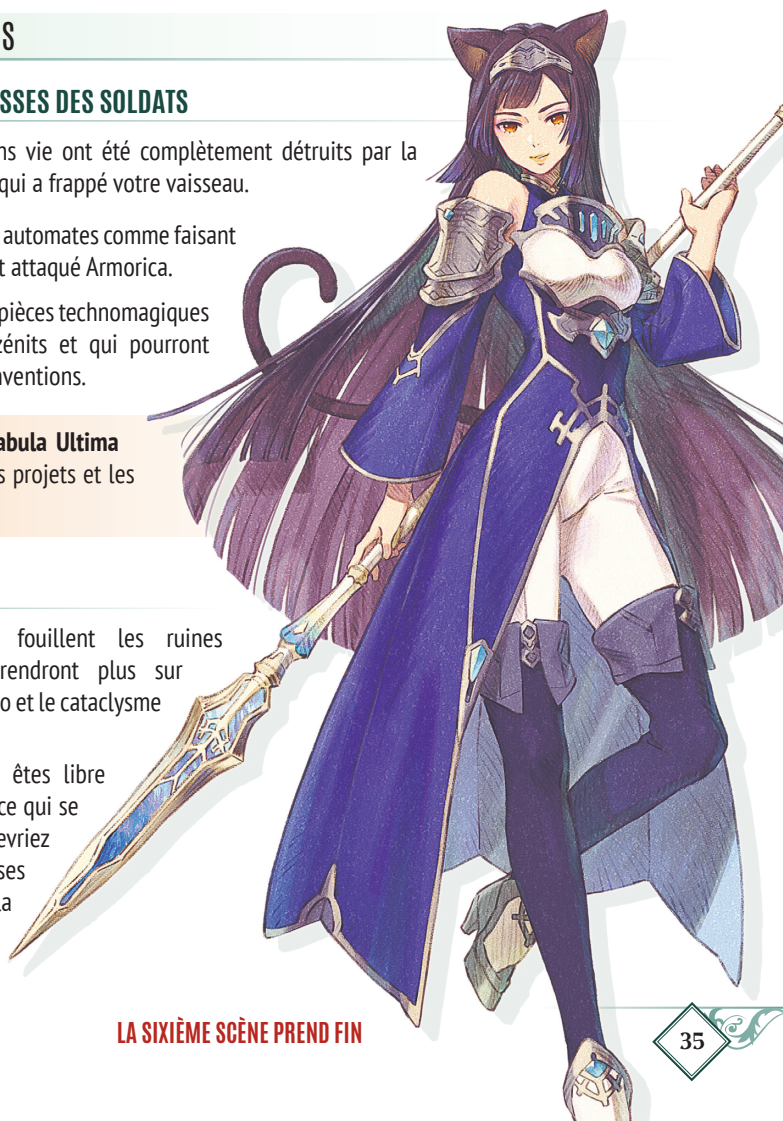 S
SSES DES SOLDATS
ns vie ont été complètement détruits par la
qui a frappé votre vaisseau.
automates comme faisant
t attaqué Armorica.
pièces technomagiques
zénits et qui pourront
nventions.
abula Ultima
s projets et les
fouillent les ruines
rendront plus sur
o et le cataclysme
êtes libre
ce qui se
evriez
ses
la
LA SIXIÈME SCÈNE PREND FIN
35